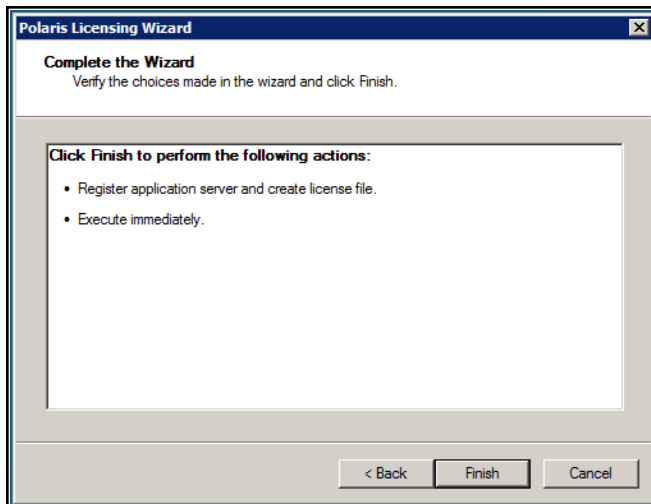 Polaris Licensing Wizard
Complete the Wizard
Verify the choices made in the wizard and click Finish.
Click Finish to perform the following actions:
• Register application server and create license file.
• Execute immediately.
< Back Finish Cancel